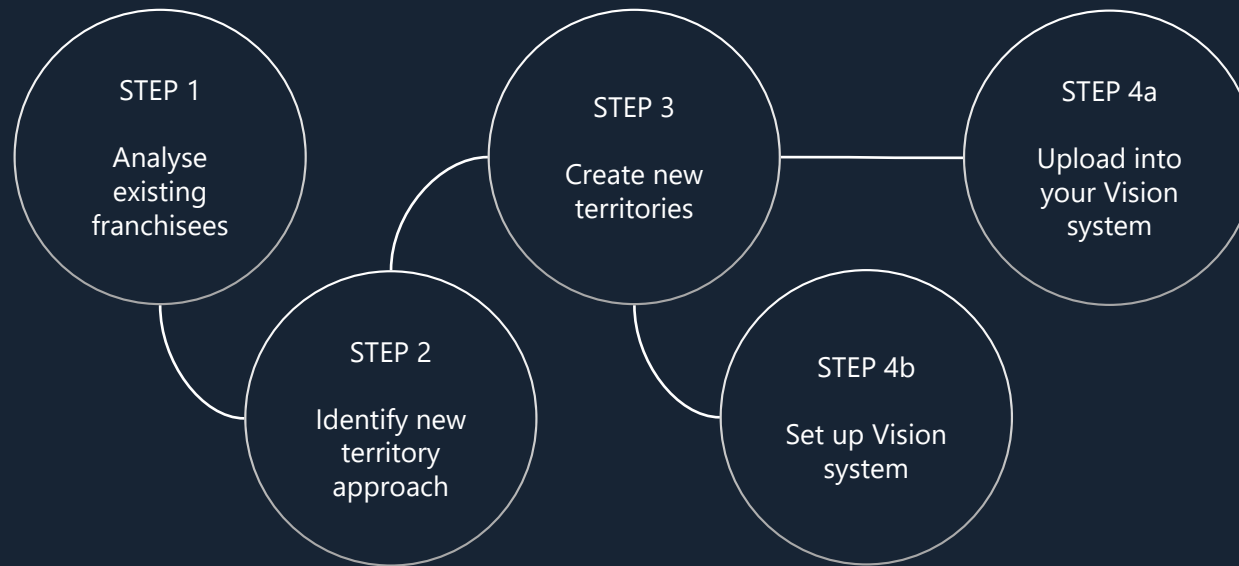 STEP 1
Analyse
existing
franchisees
STEP 2
Identify new
territory
approach
STEP 3
Create new
territories
STEP 4a
Upload into
your Vision
system
STEP 4b
Set up Vision
system